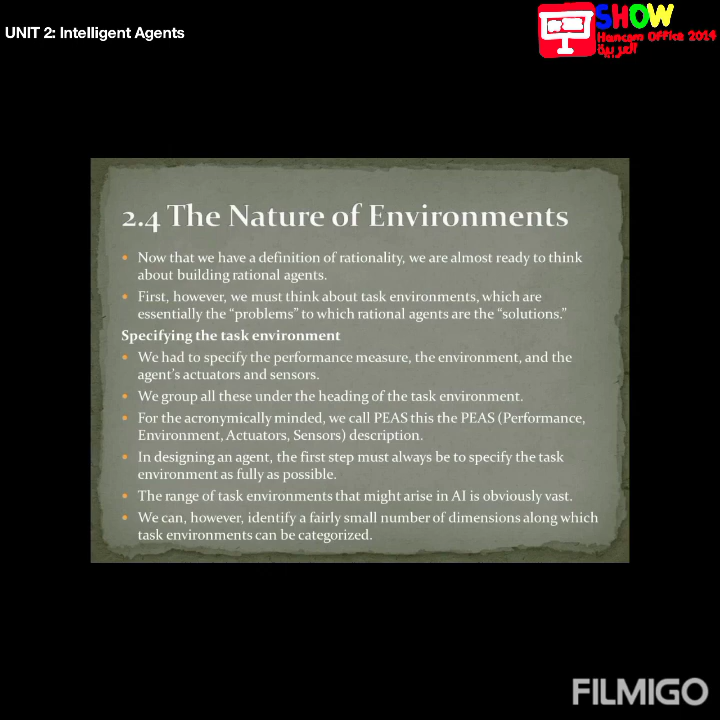 UNIT 2: Intelligent Agents
SHOW
Hancom Office 2014
العربية
2.4 The Nature of Environments
• Now that we have a definition of rationality, we are almost ready to think
about building rational agents.
• First, however, we must think about task environments, which are
essentially the “problems” to which rational agents are the “solutions.”
Specifying the task environment
• We had to specify the performance measure, the environment, and the
agent’s actuators and sensors.
• We group all these under the heading of the task environment.
• For the acronymically minded, we call PEAS this the PEAS (Performance,
Environment, Actuators, Sensors) description.
• In designing an agent, the first step must always be to specify the task
environment as fully as possible.
• The range of task environments that might arise in AI is obviously vast.
• We can, however, identify a fairly small number of dimensions along which
task environments can be categorized.
FILMIGO